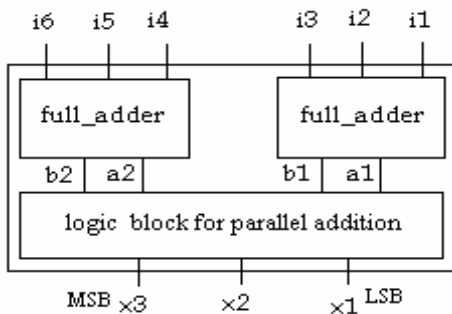 i6 i5 i4 i3 i2 i1
full_adder full_adder
b2 a2 b1 a1
logic block for parallel addition
MSB x3 x2 x1 LSB